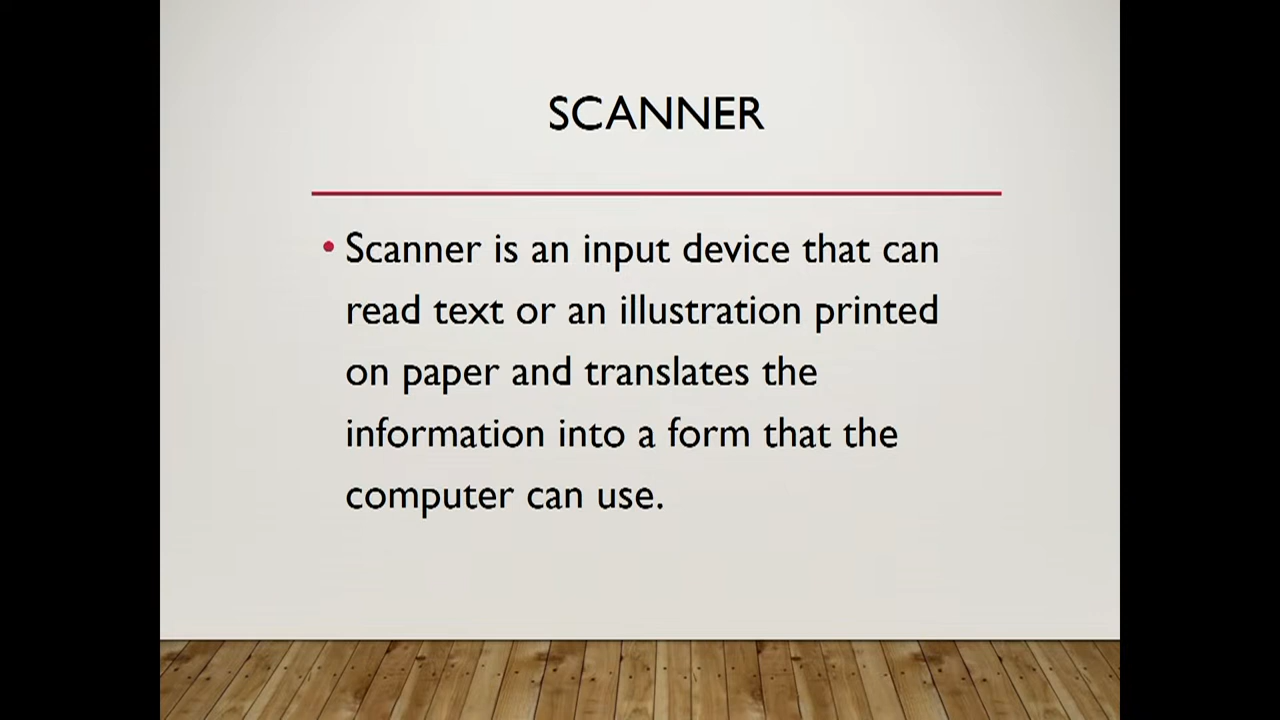 SCANNER
• Scanner is an input device that can
read text or an illustration printed
on paper and translates the
information into a form that the
computer can use.